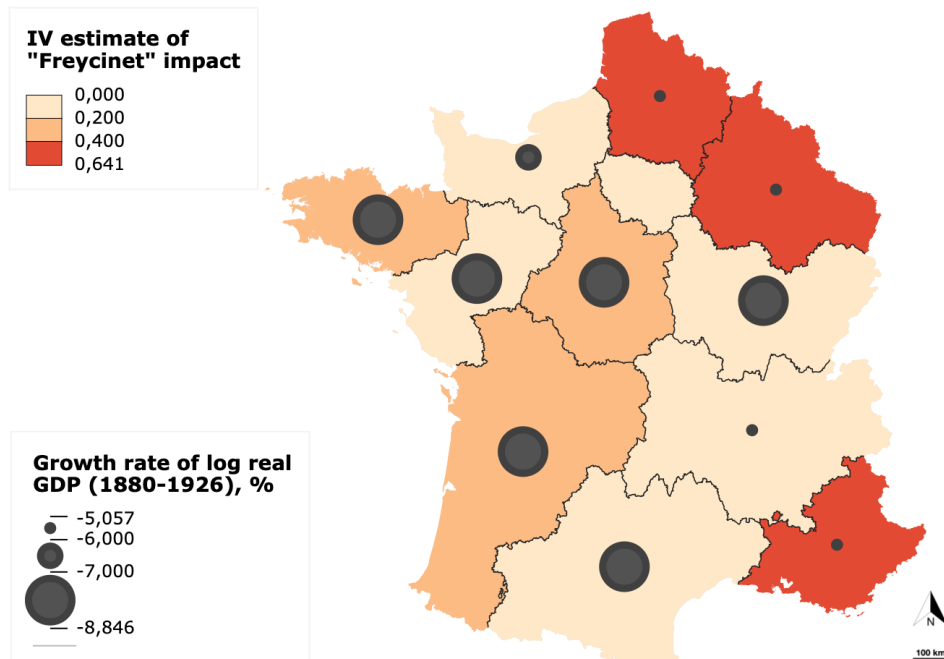 IV estimate of
"Freycinet" impact
0,000
0,200
0,400
0,641
Growth rate of log real
GDP (1880-1926), %
-5,057
-6,000
-7,000
-8,846
N
100 km